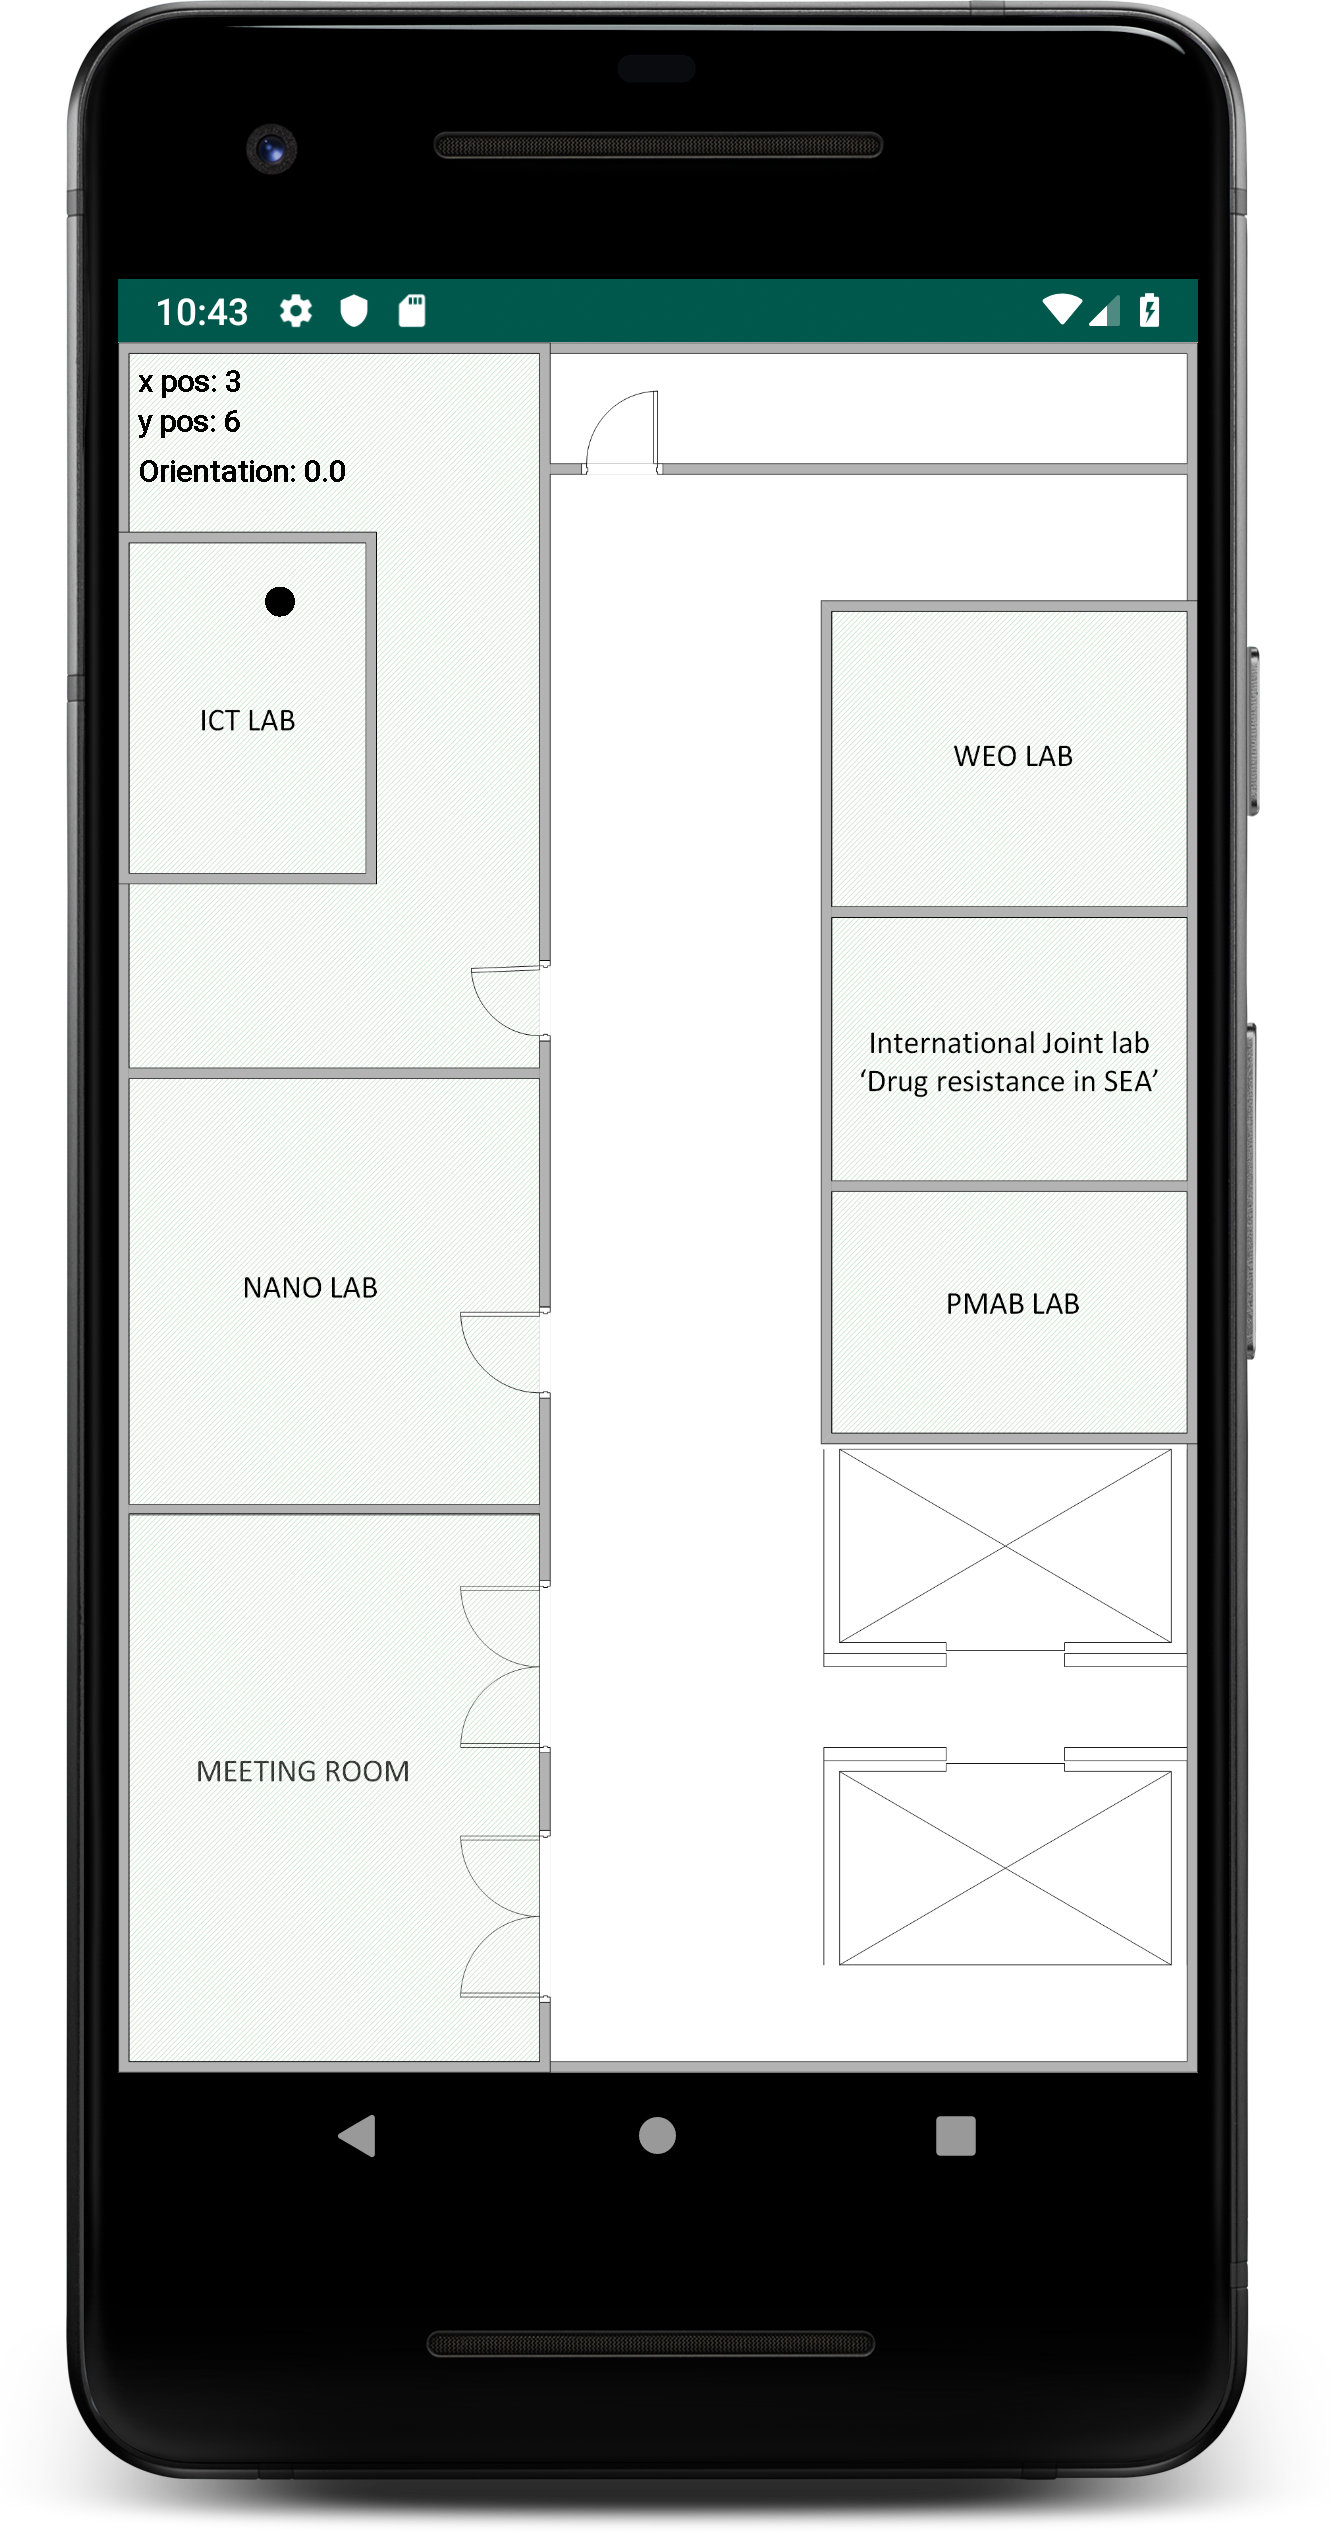 10:43
x pos: 3
y pos: 6
Orientation: 0.0
ICT LAB
WEO LAB
International Joint lab
‘Drug resistance in SEA’
NANO LAB
PMAB LAB
MEETING ROOM